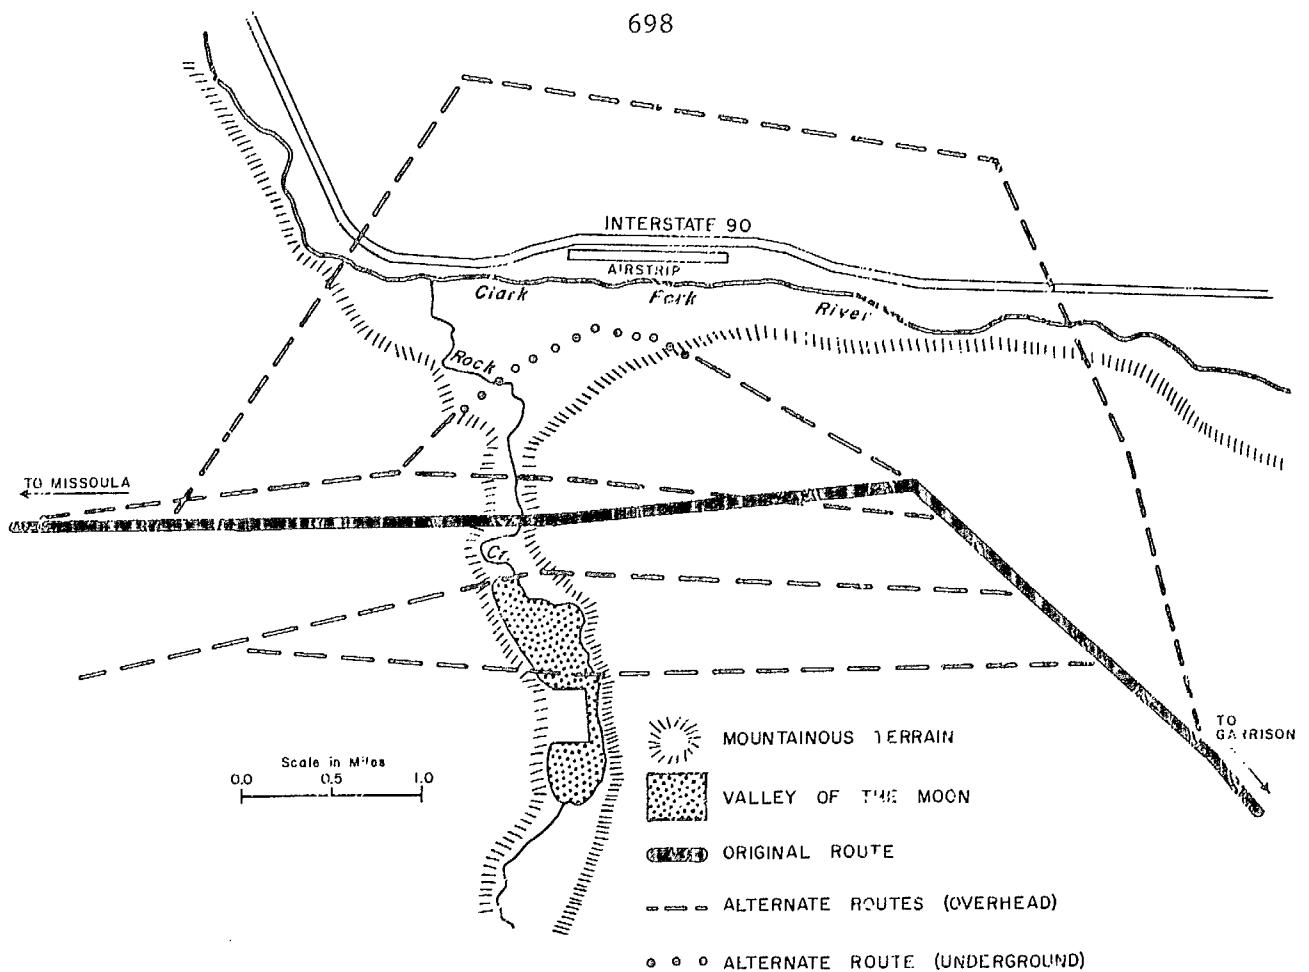 698
INTERSTATE 90
AIRSTRIP
Clark Fork River
Rock
TO MISSOULA
Cr.
TO
GARRISON
Scale in Miles
0.0 0.5 1.0
MOUNTAINOUS TERRAIN
VALLEY OF THE MOON
ORIGINAL ROUTE
ALTERNATE ROUTES (OVERHEAD)
ALTERNATE ROUTE (UNDERGROUND)